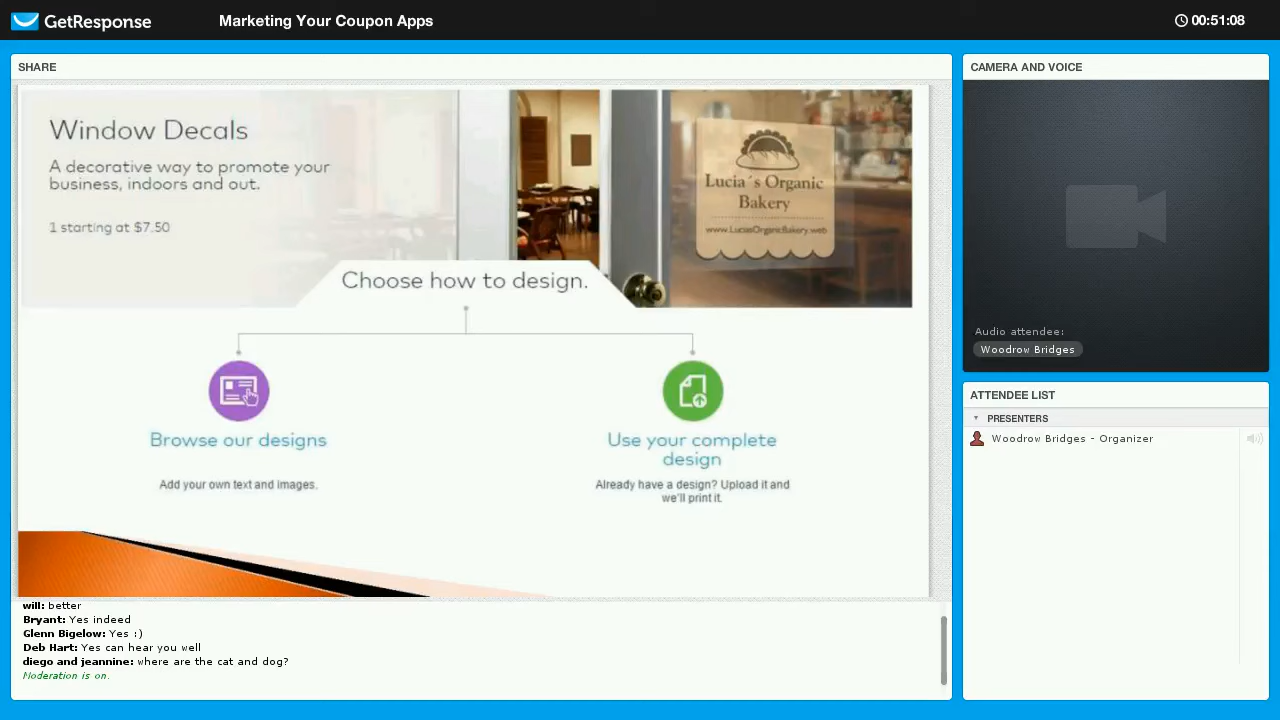 GetResponse
Marketing Your Coupon Apps
00:51:08
SHARE
Window Decals
A decorative way to promote your
business, indoors and out.
1 starting at $7.50
Lucia´s Organic
Bakery
www.LuciasOrganicBakery.web
Choose how to design.
Browse our designs
Add your own text and images.
Use your complete
design
Already have a design? Upload it and
we'll print it.
will: better
Bryant: Yes indeed
Glenn Bigelow: Yes :)
Deb Hart: Yes can hear you well
diego and jeannine: where are the cat and dog?
Moderation is on.
CAMERA AND VOICE
Audio attendee:
Woodrow Bridges
ATTENDEE LIST
PRESENTERS
Woodrow Bridges - Organizer